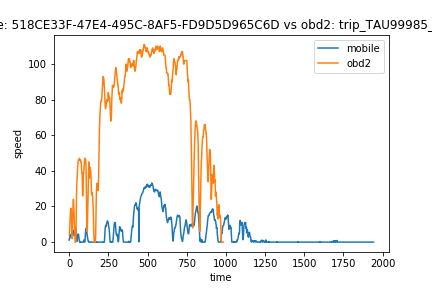 e: 518CE33F-47E4-495C-8AF5-FD9D5D965C6D vs obd2: trip_TAU99985_
mobile
obd2
speed
100
80
60
40
20
0
0 250 500 750 1000 1250 1500 1750 2000
time